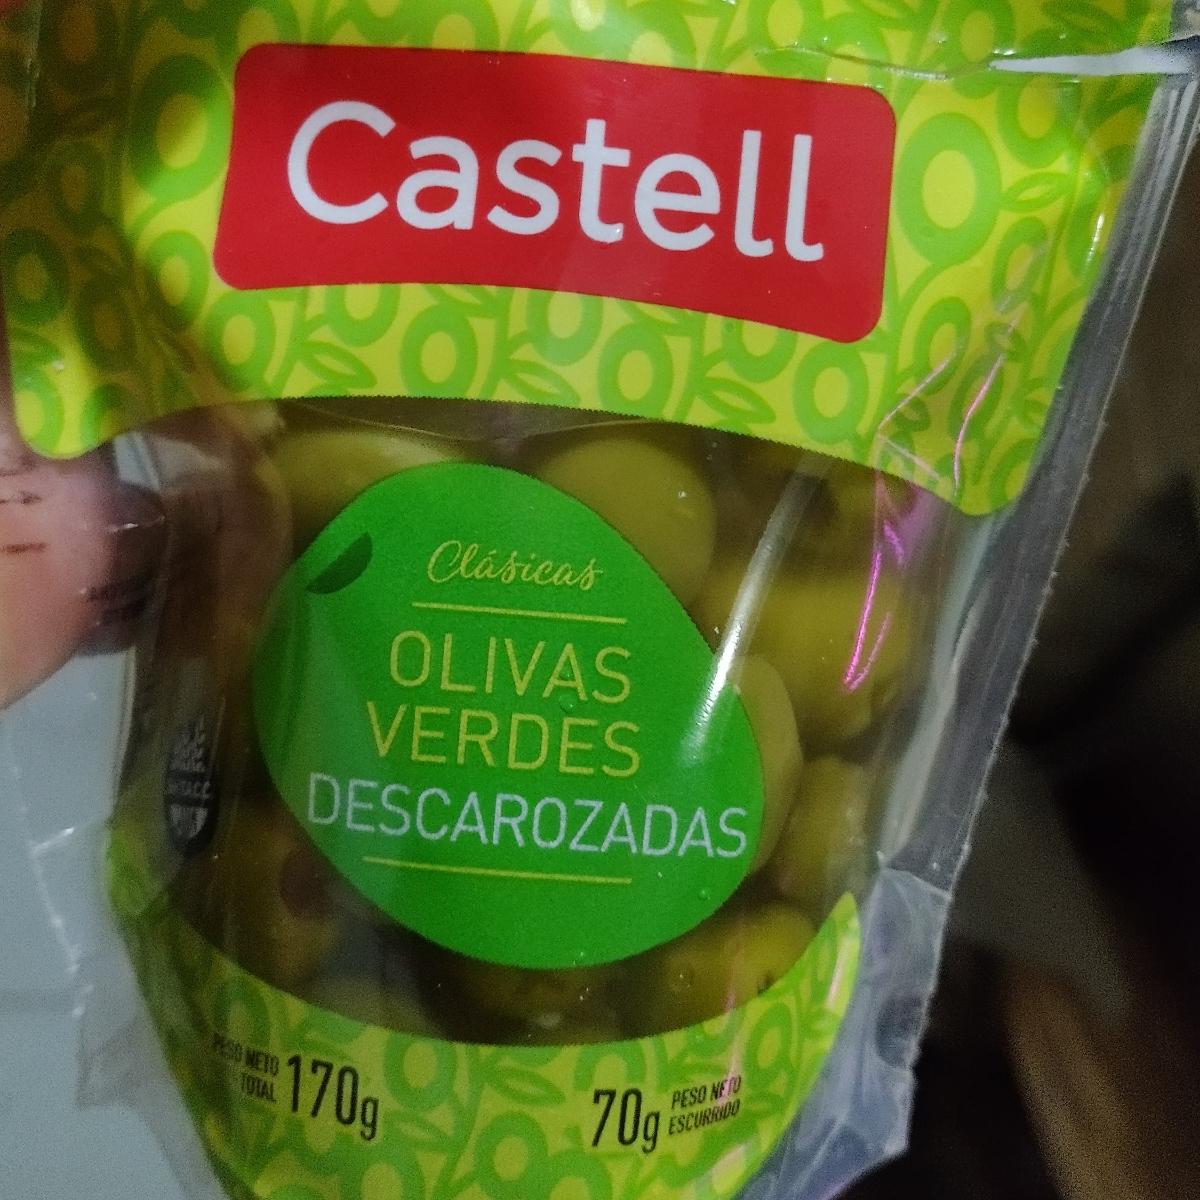 Castell
Clásicas
OLIVAS
VERDES
DESCAROZADAS
PESO NETO
TOTAL
170g
70g
PESO NETO
ESCURRIDO